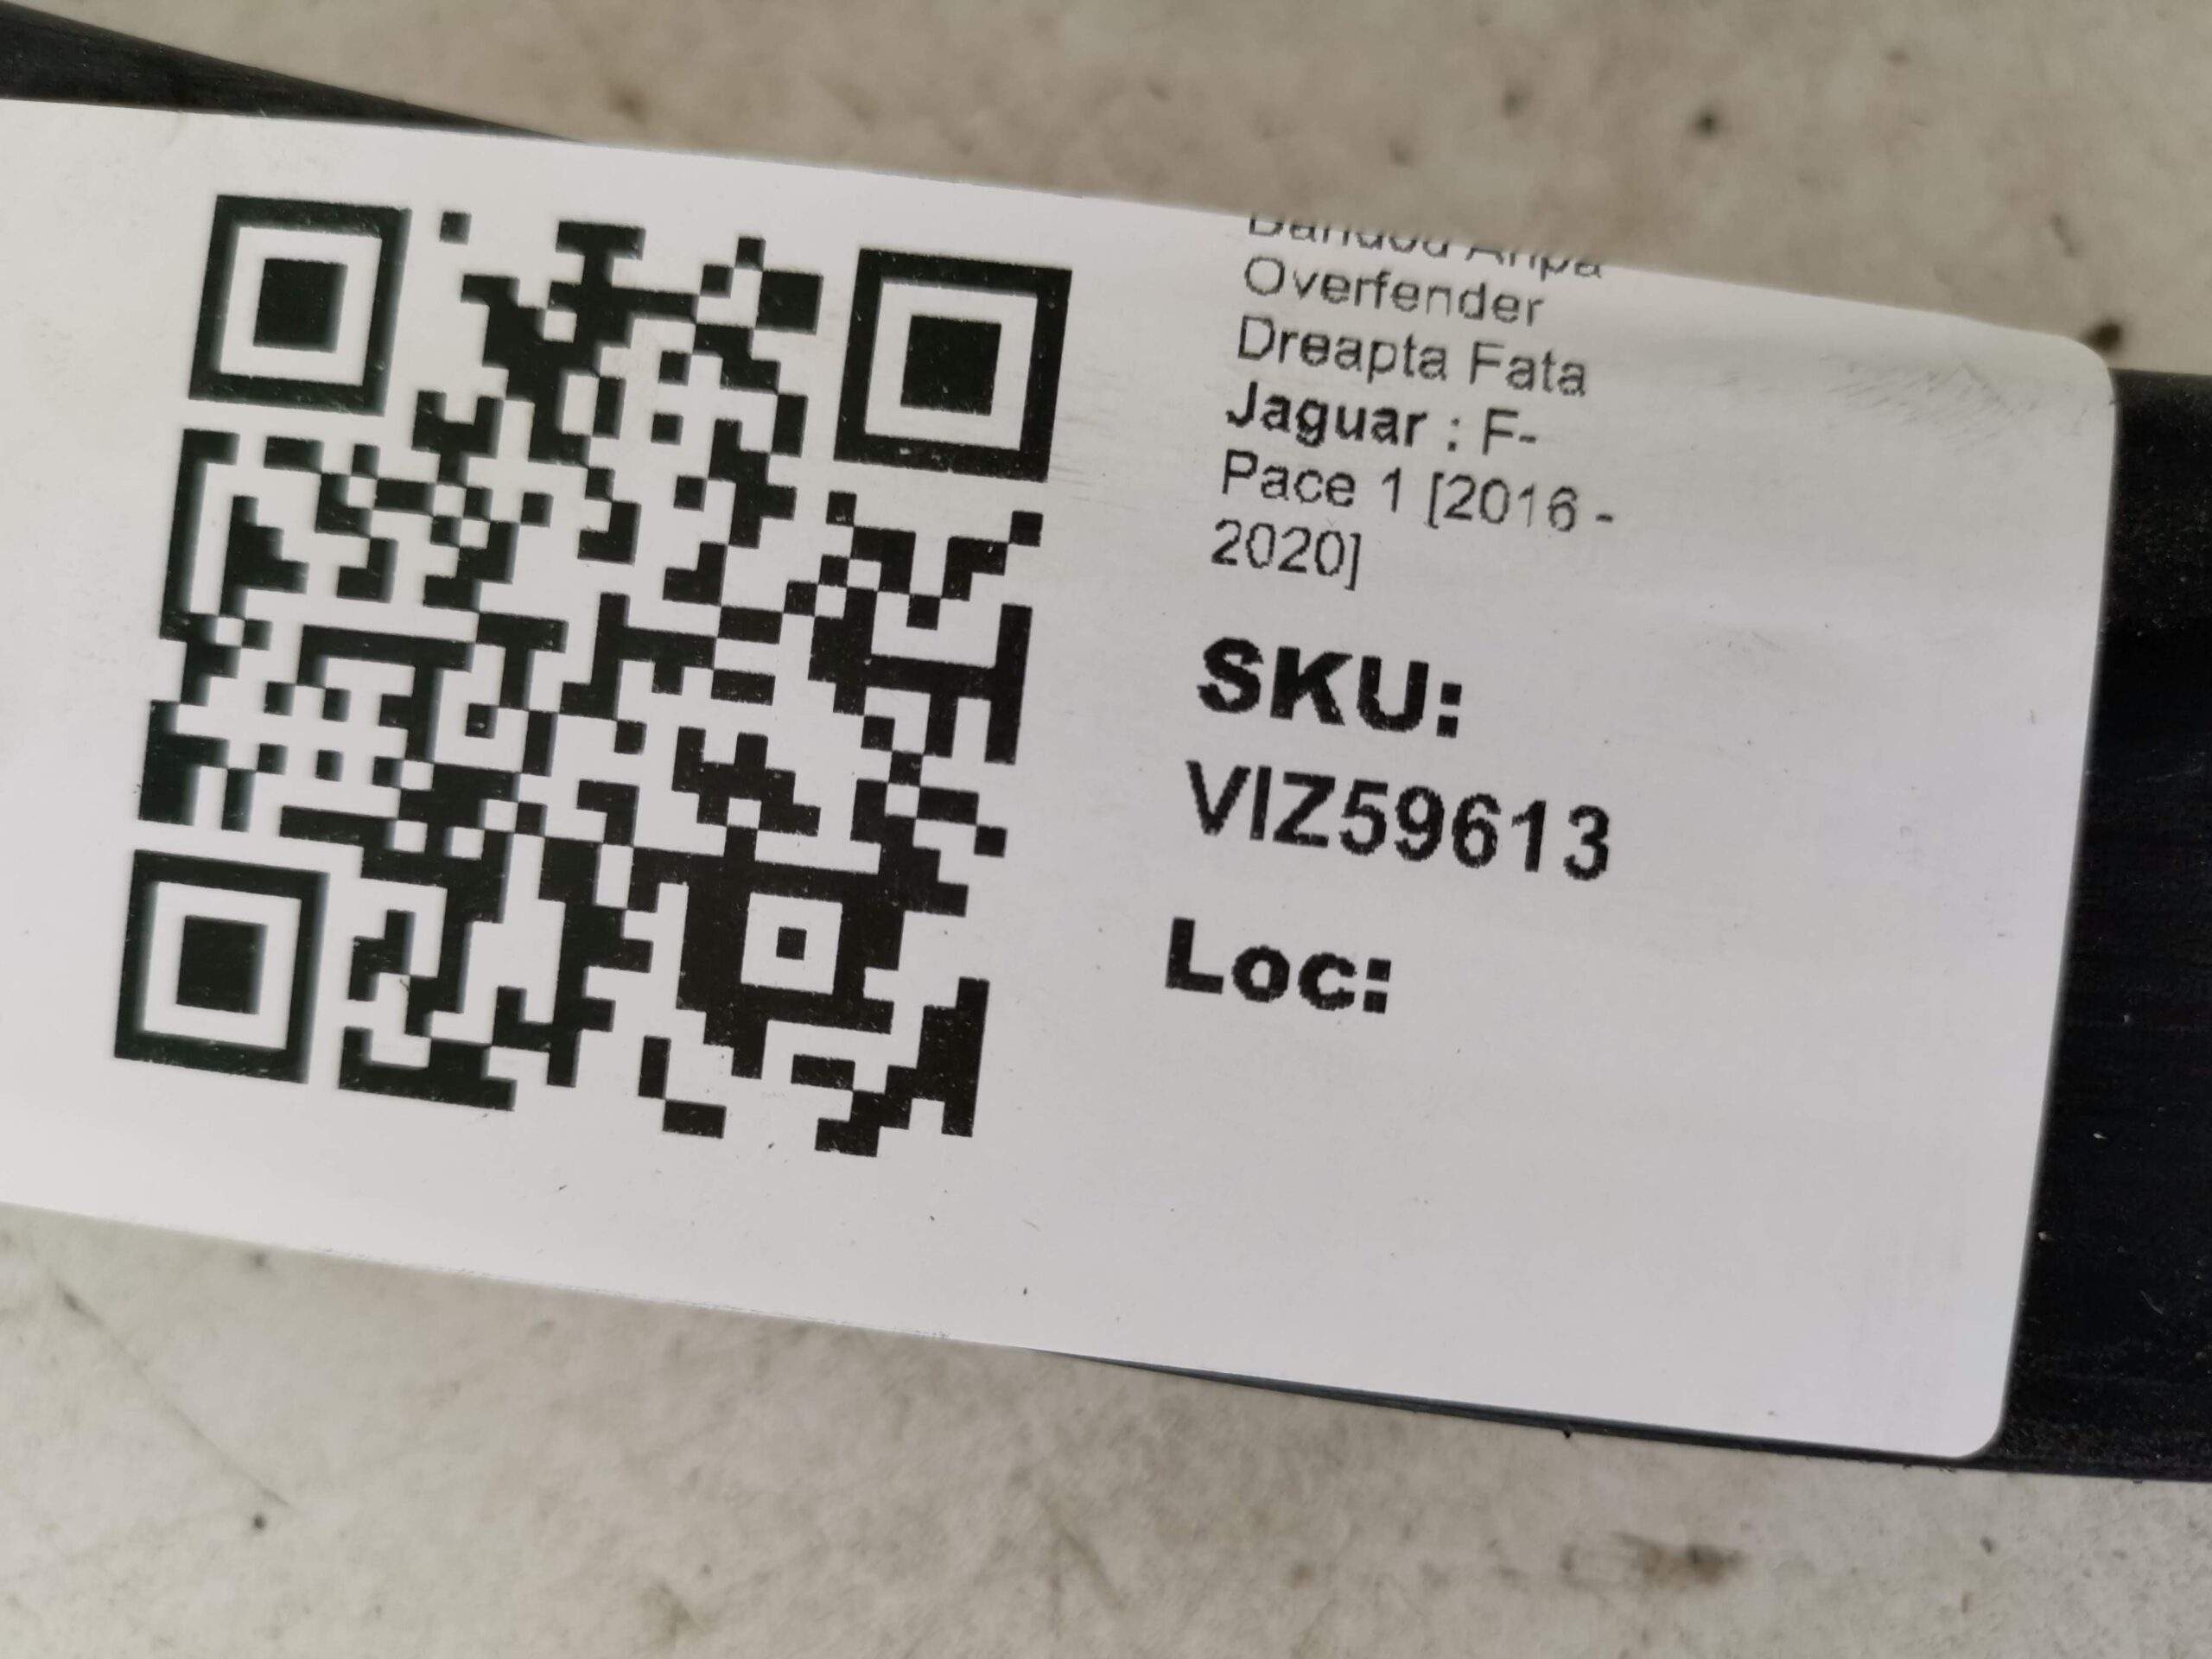 Overfender
Dreapta Fata
Jaguar : F-
Pace 1 [2016 -
2020]
SKU:
VIZ59613
Loc: